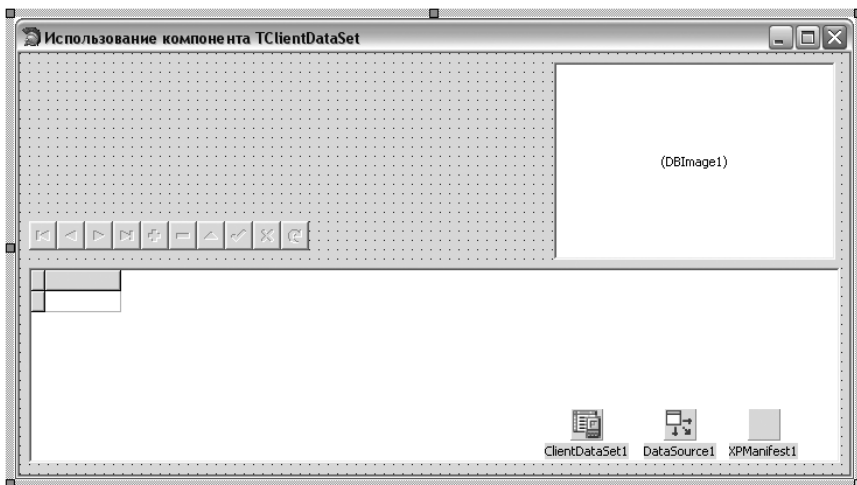 Использование компонента TClientDataSet
(DBImage1)
ClientDataSet1
DataSource1
XPManifest1